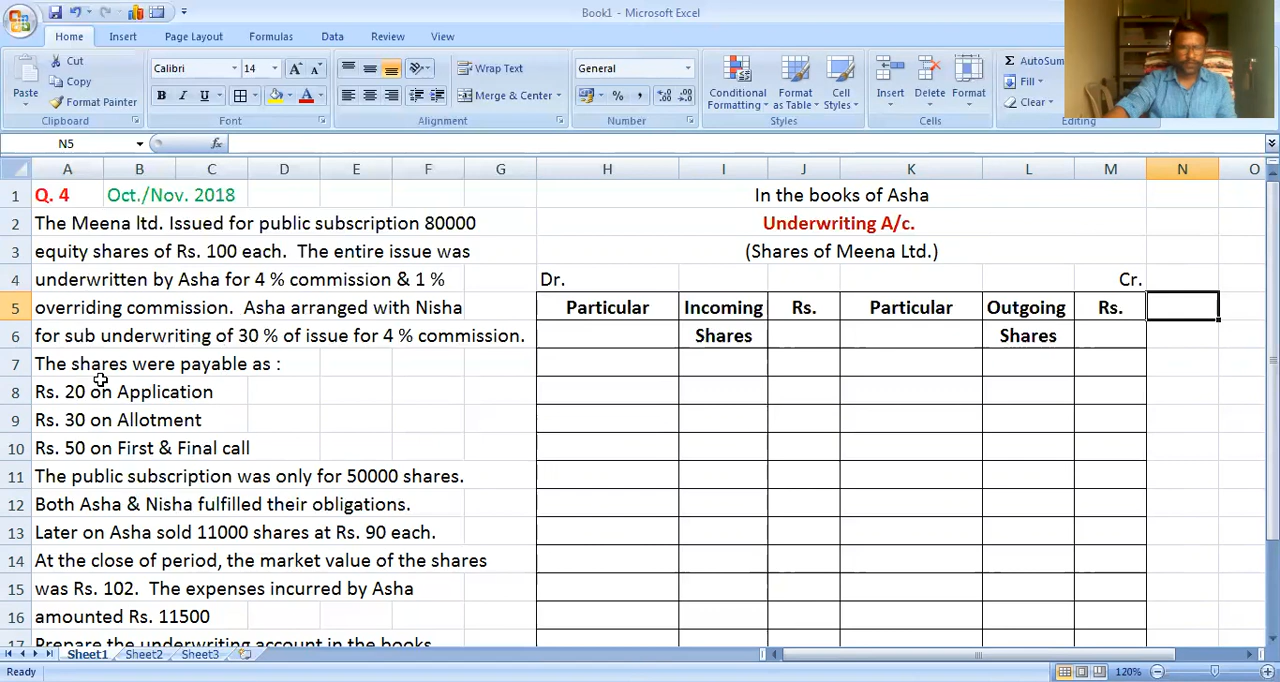 Book1 - Microsoft Excel
Home Insert Page Layout Formulas Data Review View
Cut
Copy
Format Painter
Paste
Clipboard
Calibri 14
B I U
Font
Wrap Text
Merge & Center
Alignment
General
Number
Conditional Formatting
Format as Table
Cell Styles
Styles
Insert Delete Format
Cells
Σ AutoSum
Fill
Clear
Editing
N5 fx
A B C D E F G H I J K L M N O
1 Q. 4 Oct./Nov. 2018 In the books of Asha
2 The Meena ltd. Issued for public subscription 80000 Underwriting A/c.
3 equity shares of Rs. 100 each. The entire issue was (Shares of Meena Ltd.)
4 underwritten by Asha for 4 % commission & 1 % Dr. Cr.
5 overriding commission. Asha arranged with Nisha Particular Incoming Rs. Particular Outgoing Rs.
6 for sub underwriting of 30 % of issue for 4 % commission. Shares Shares
7 The shares were payable as :
8 Rs. 20 on Application
9 Rs. 30 on Allotment
10 Rs. 50 on First & Final call
11 The public subscription was only for 50000 shares.
12 Both Asha & Nisha fulfilled their obligations.
13 Later on Asha sold 11000 shares at Rs. 90 each.
14 At the close of period, the market value of the shares
15 was Rs. 102. The expenses incurred by Asha
16 amounted Rs. 11500
17 Prepare the underwriting account in the books
Sheet1 Sheet2 Sheet3
Ready 120%